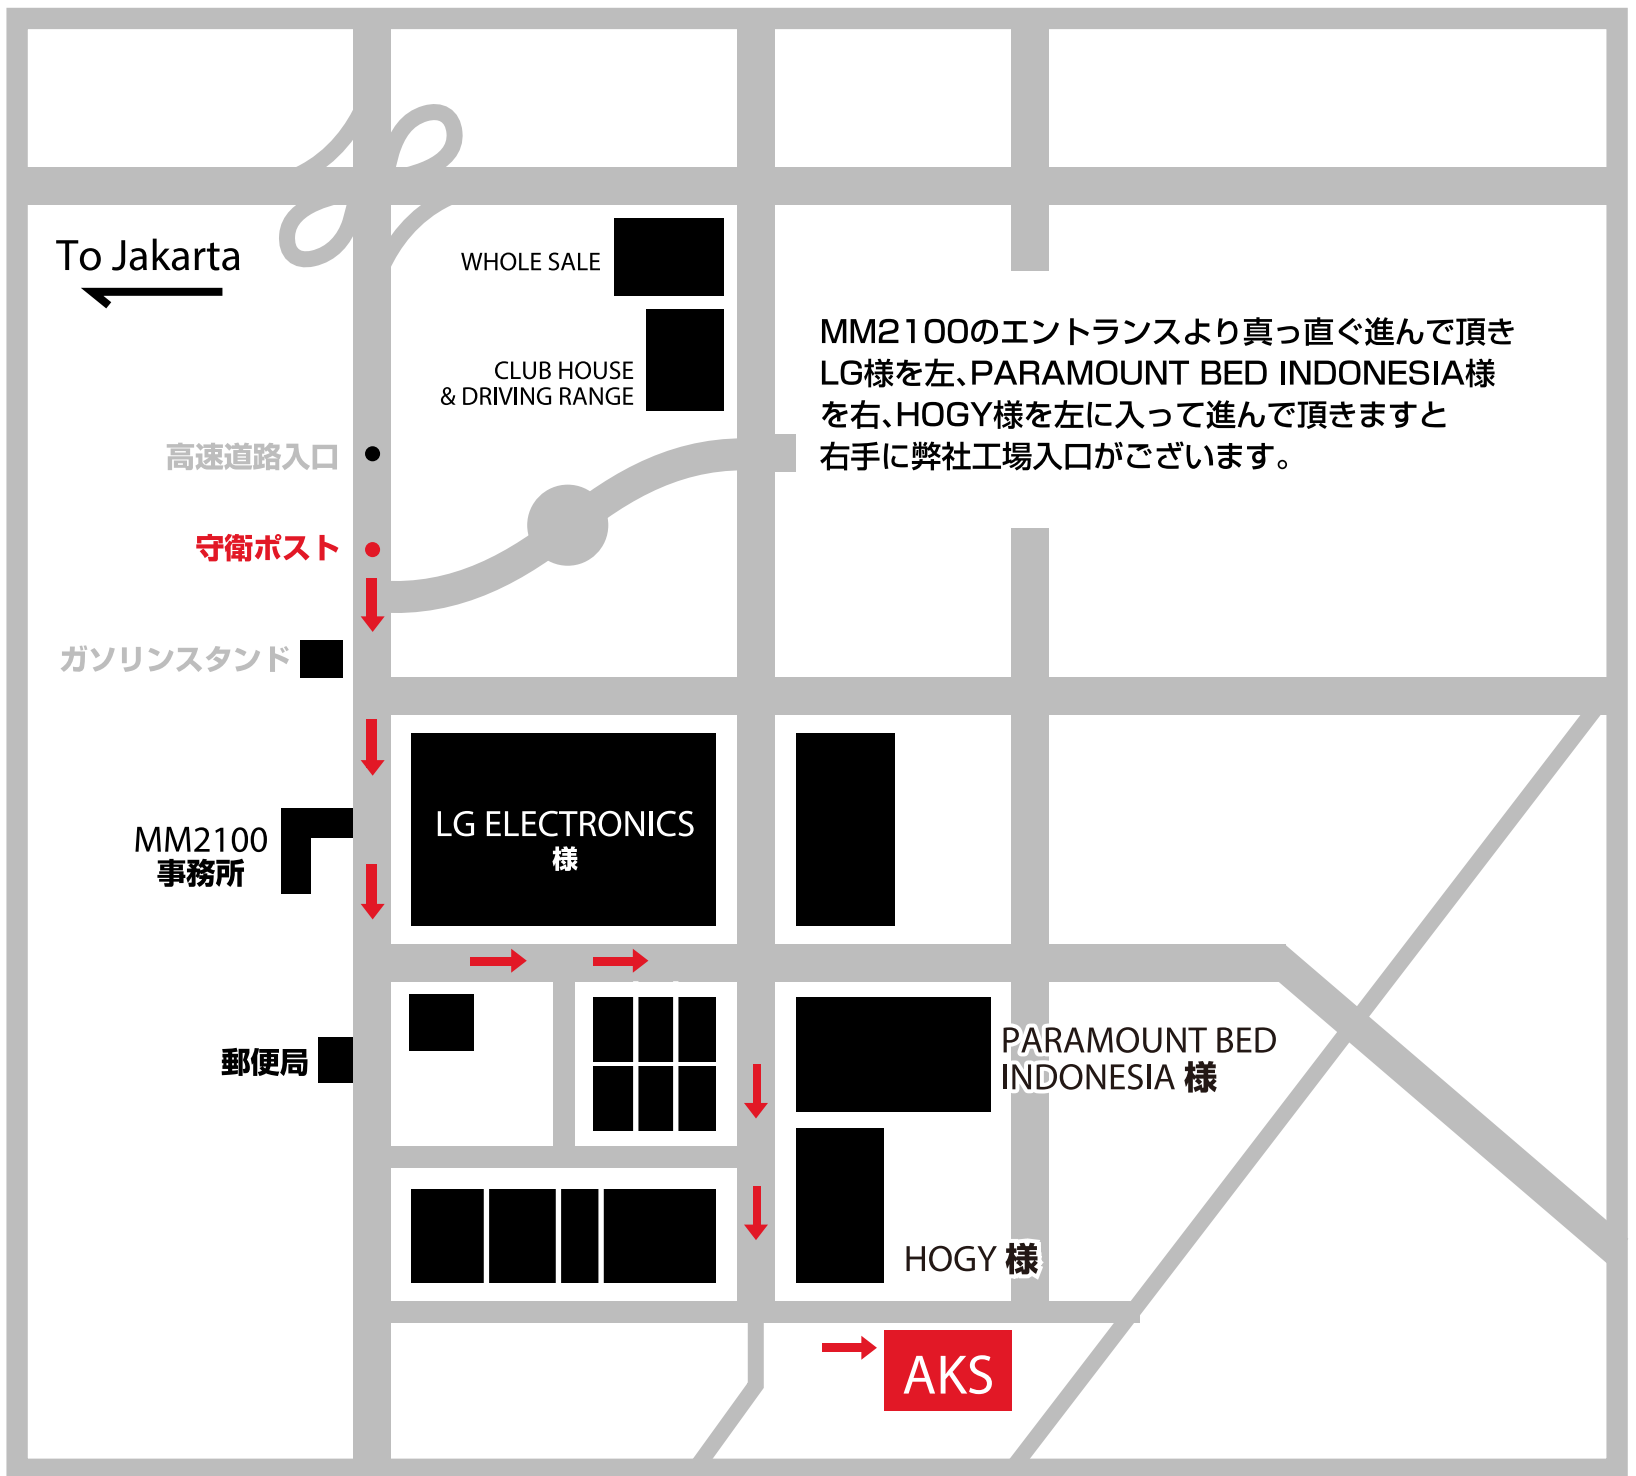 To Jakarta
WHOLE SALE
CLUB HOUSE
& DRIVING RANGE
MM2100のエントランスより真っ直ぐ進んで頂き
LG様を左、PARAMOUNT BED INDONESIA様
を右、HOGY様を左に入って進んで頂きますと
右手に弊社工場入口がございます。
高速道路入口
守衛ポスト
ガソリンスタンド
LG ELECTRONICS
様
MM2100
事務所
郵便局
PARAMOUNT BED
INDONESIA 様
HOGY 様
AKS